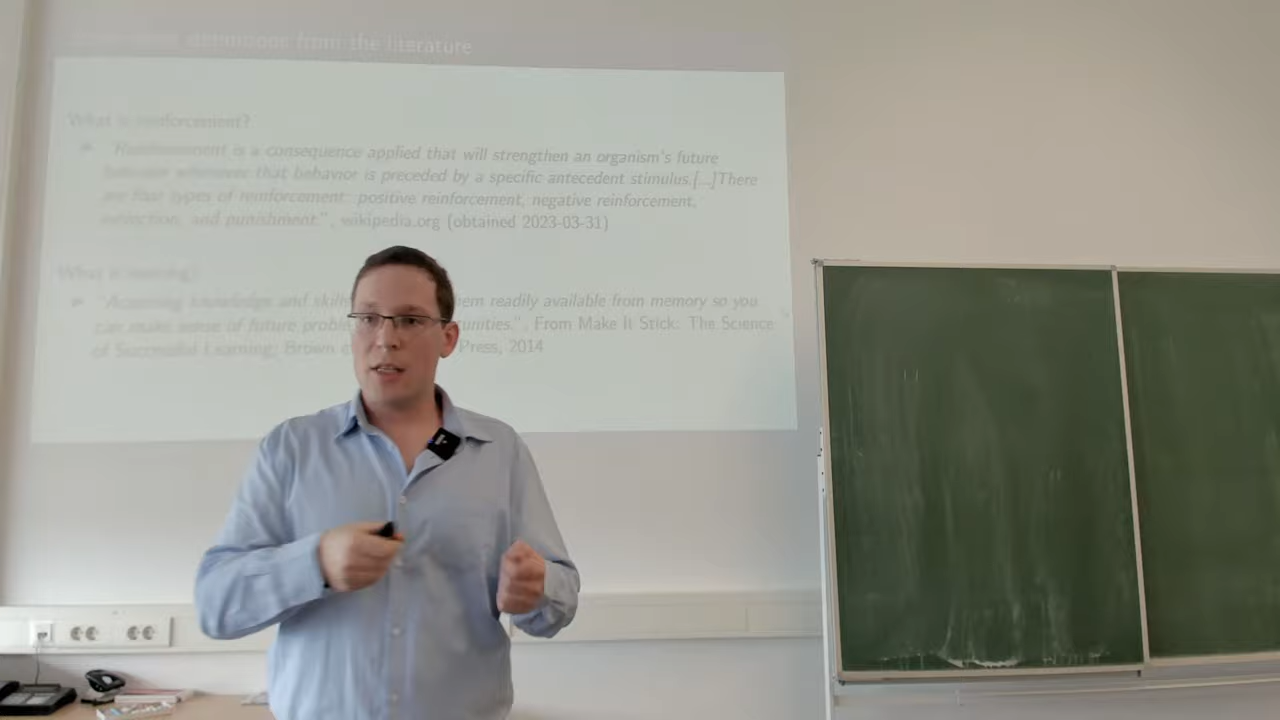 definitions from the literature
What is reinforcement?
"Reinforcement is a consequence applied that will strengthen an organism's future
behavior whenever that behavior is preceded by a specific antecedent stimulus.[...]There
are four types of reinforcement: positive reinforcement, negative reinforcement,
extinction, and punishment.", wikipedia.org (obtained 2023-03-31)
What is learning?
"Acquiring knowledge and skills hem readily available from memory so you
can make sense of future probl unities.", From Make It Stick: The Science
of Successful Learning; Brown e Press, 2014